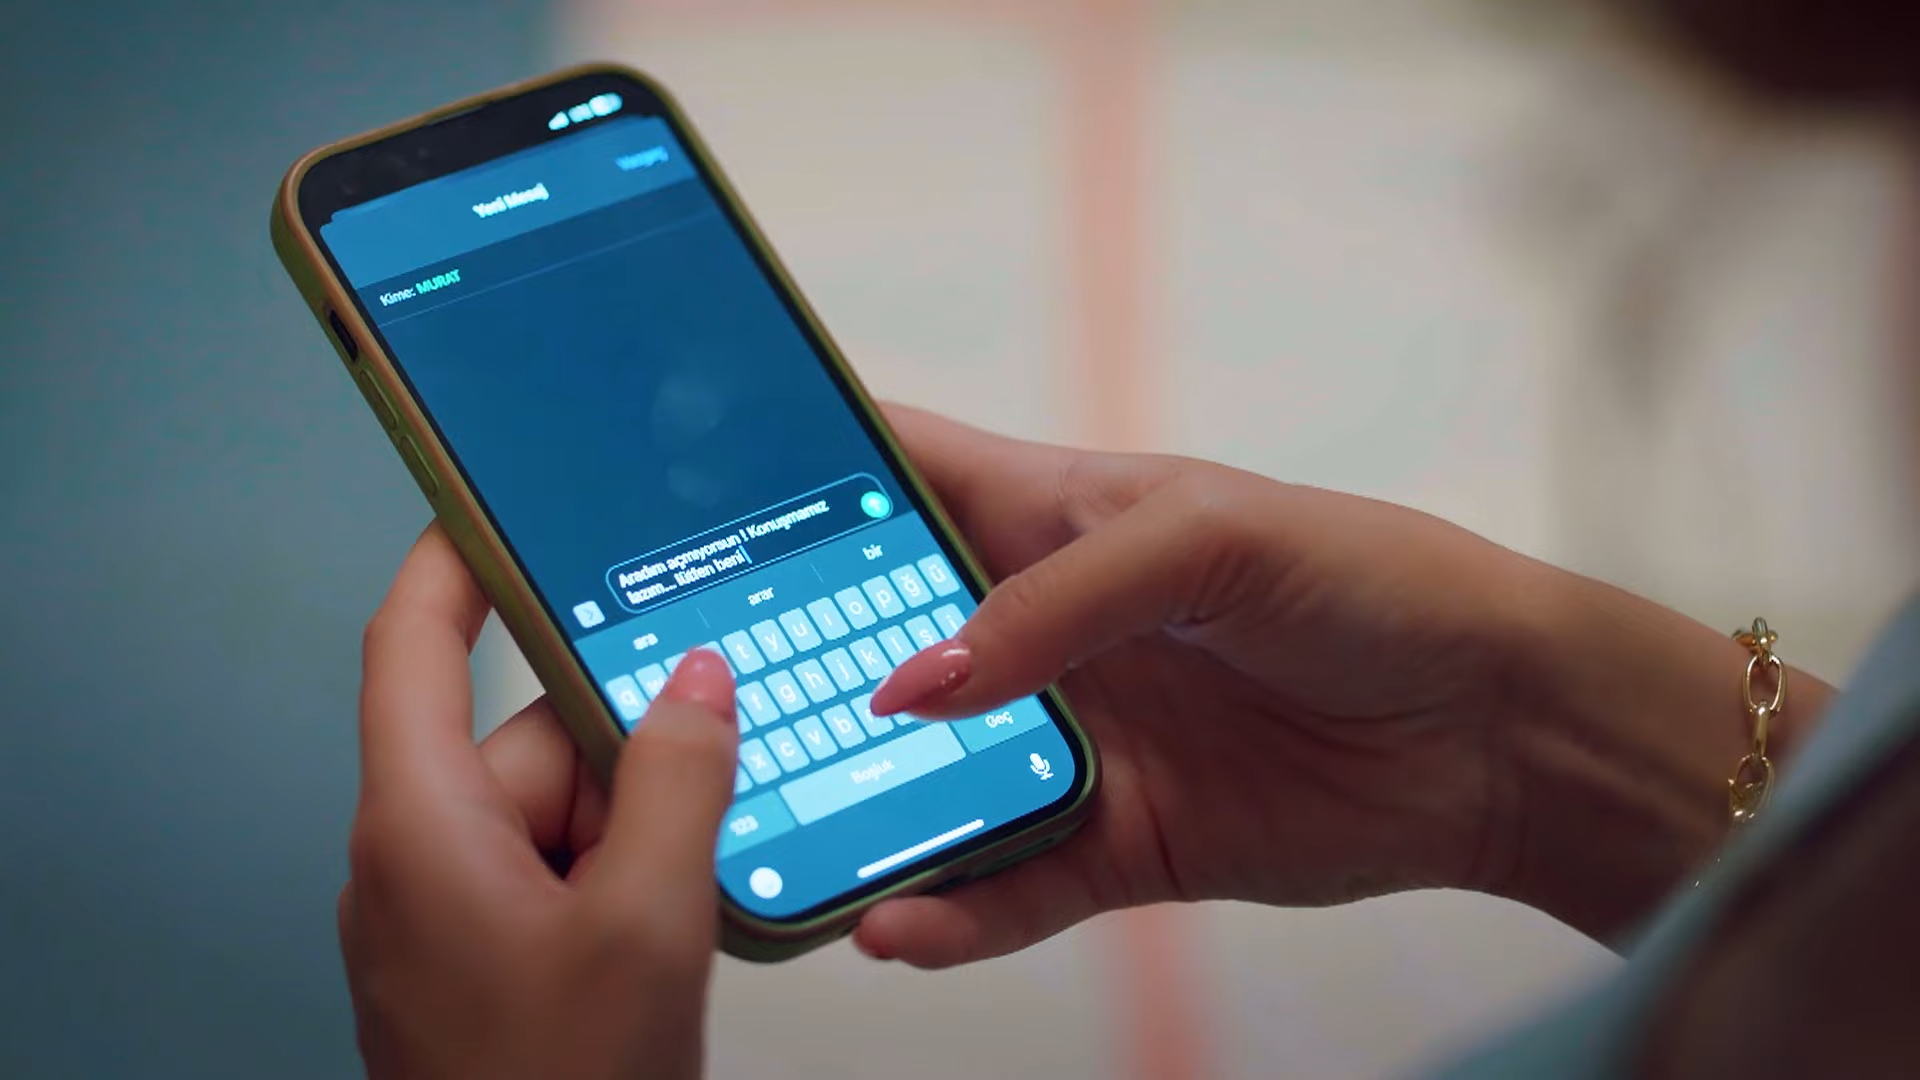 Vazgeç
Yeni Mesaj
Kime: MURAT
Aradım açmıyorsun ! Konuşmamız
lazım... lütfen beni
ara arar bir
q t y u ı o p ğ ü
f g h j k l ş i
x c v b
123 Boşluk Geç